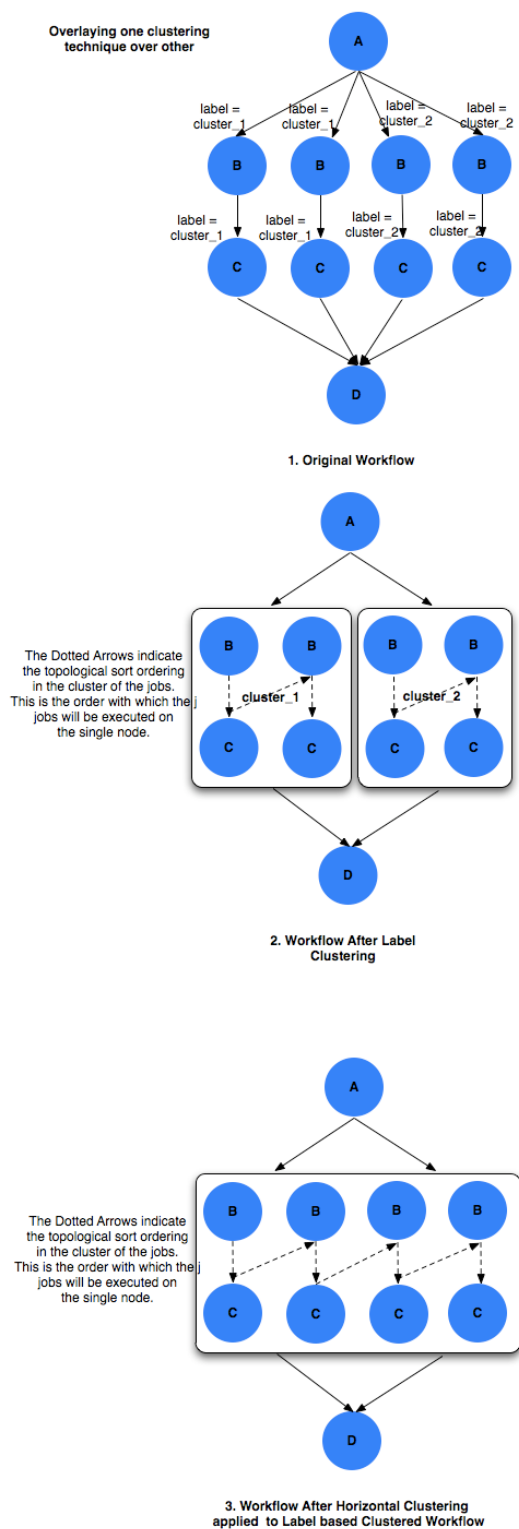 Overlaying one clustering
technique over other
A
label =
cluster_1
label =
cluster_1
label =
cluster_2
label =
cluster_2
B
B
B
B
label =
cluster_1
label =
cluster_1
label =
cluster_2
label =
cluster_2
C
C
C
C
D
1. Original Workflow
A
B
B
B
B
The Dotted Arrows indicate
the topological sort ordering
in the cluster of the jobs.
This is the order with which the j
jobs will be executed on
the single node.
cluster_1
cluster_2
C
C
C
C
D
2. Workflow After Label
Clustering
A
B
B
B
B
The Dotted Arrows indicate
the topological sort ordering
in the cluster of the jobs.
This is the order with which the j
jobs will be executed on
the single node.
C
C
C
C
D
3. Workflow After Horizontal Clustering
applied to Label based Clustered Workflow